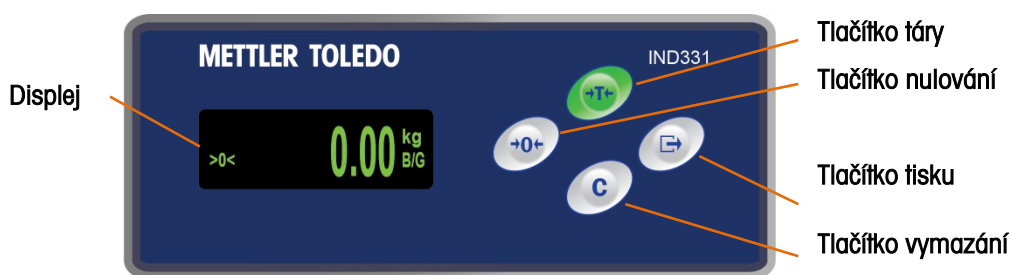 METTLER TOLEDO
IND331
Displej
>0<
0.00 kg
B/G
→T←
→0←
C
Tlačítko táry
Tlačítko nulování
Tlačítko tisku
Tlačítko vymazání